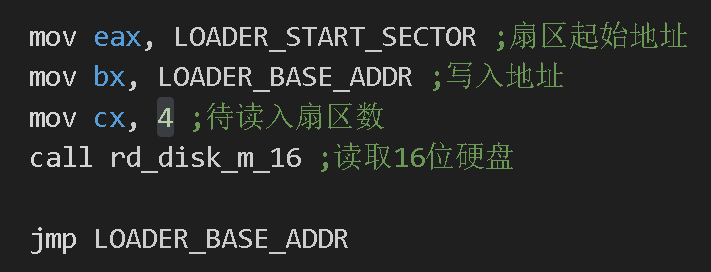 mov eax, LOADER_START_SECTOR ;扇区起始地址
mov bx, LOADER_BASE_ADDR ;写入地址
mov cx, 4 ;待读入扇区数
call rd_disk_m_16 ;读取16位硬盘
jmp LOADER_BASE_ADDR